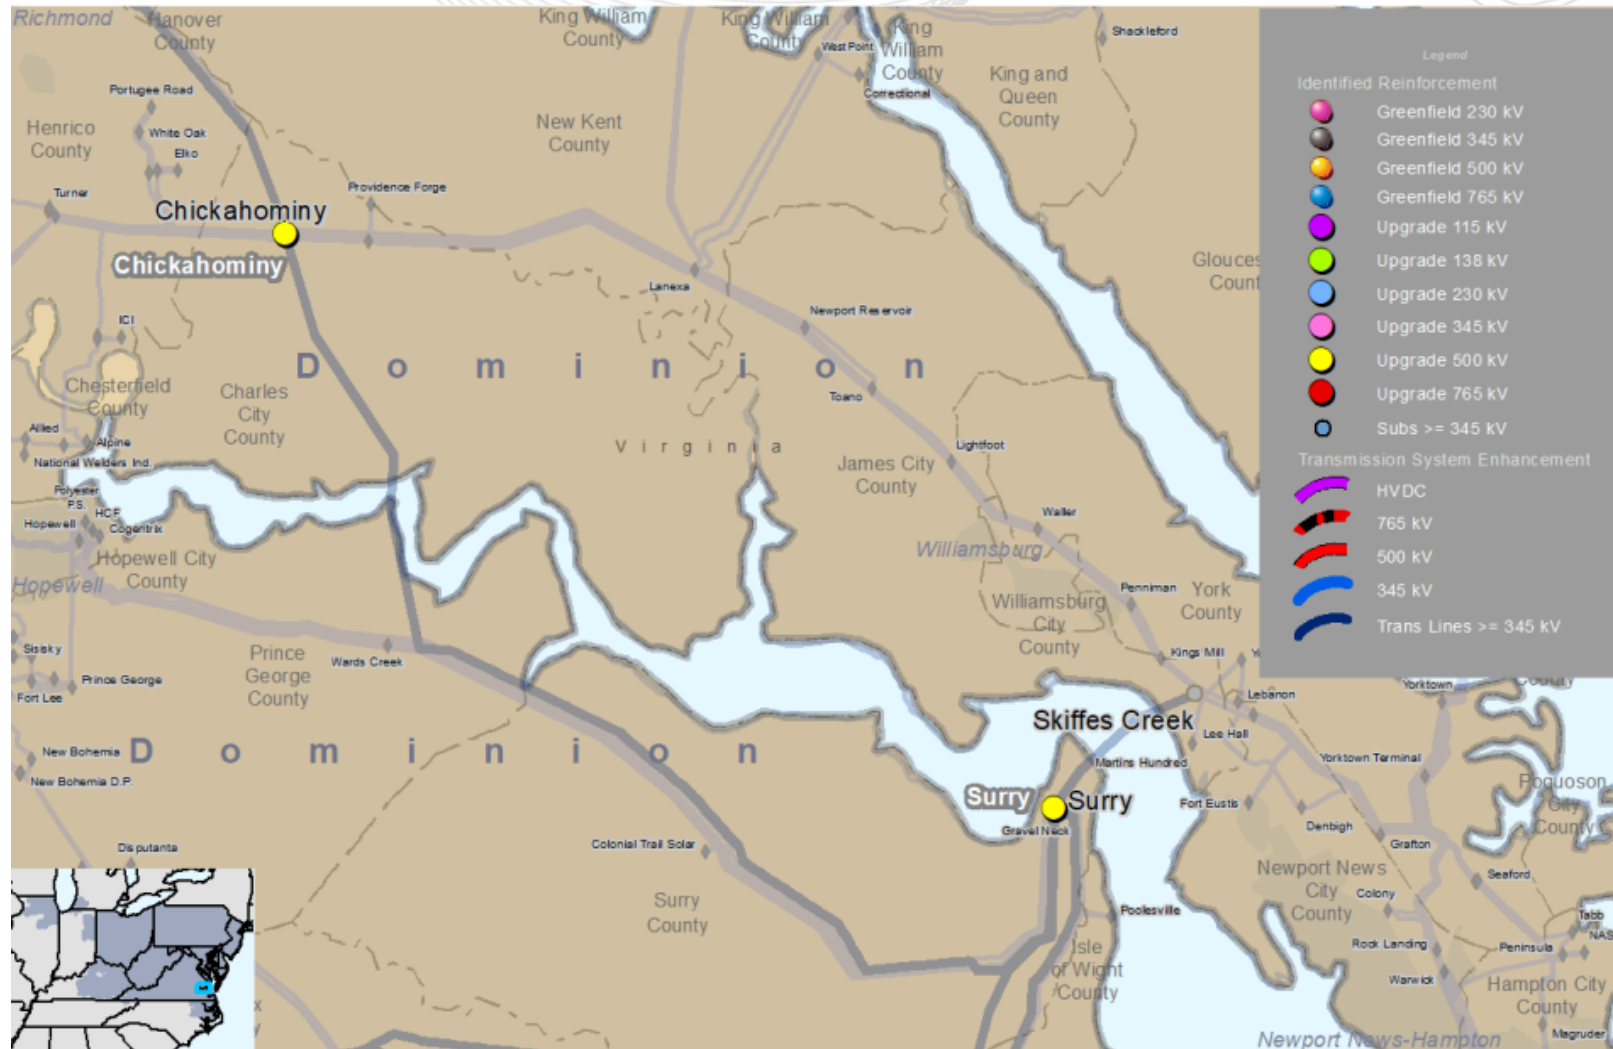 Richmond
Hanover
County
King William
County
King William
County
West Point
King
William
County
Correctional
Shackleford
King and
Queen
County
Portugee Road
Henrico
County
White Oak
Elko
New Kent
County
Turner
Providence Forge
Chickahominy
Chickahominy
Lanexa
Newport Reservoir
ICI
Dominion
Toano
Chesterfield
County
Charles
City
County
Allied
Alpine
National Welders Ind.
Virginia
Lightfoot
James City
County
Polyester
P.S.
HCF
Hopewell
Cogentrix
Hopewell City
County
Hopewell
Waller
Williamsburg
Penniman
York
County
Williamsburg
City
County
Sisisky
Prince George
Fort Lee
Prince
George
County
Wards Creek
Kings Mill
Lebanon
Yorktown
County
Skiffes Creek
Lee Hall
New Bohemia
New Bohemia D.P.
Dominion
Martins Hundred
Yorktown Terminal
Surry
Surry
Gravel Neck
Fort Eustis
Denbigh
Poquoson
City
County
Grafton
Disputanta
Colonial Trail Solar
Surry
County
Newport News
City
County
Seaford
Colony
Poolesville
Tabb
NAS
Rock Landing
Peninsula
Warwick
Isle
of Wight
County
Hampton City
County
Newport News-Hampton
Magruder
Legend
Identified Reinforcement
Greenfield 230 kV
Greenfield 345 kV
Greenfield 500 kV
Greenfield 765 kV
Upgrade 115 kV
Upgrade 138 kV
Upgrade 230 kV
Upgrade 345 kV
Upgrade 500 kV
Upgrade 765 kV
Subs >= 345 kV
Transmission System Enhancement
HVDC
765 kV
500 kV
345 kV
Trans Lines >= 345 kV